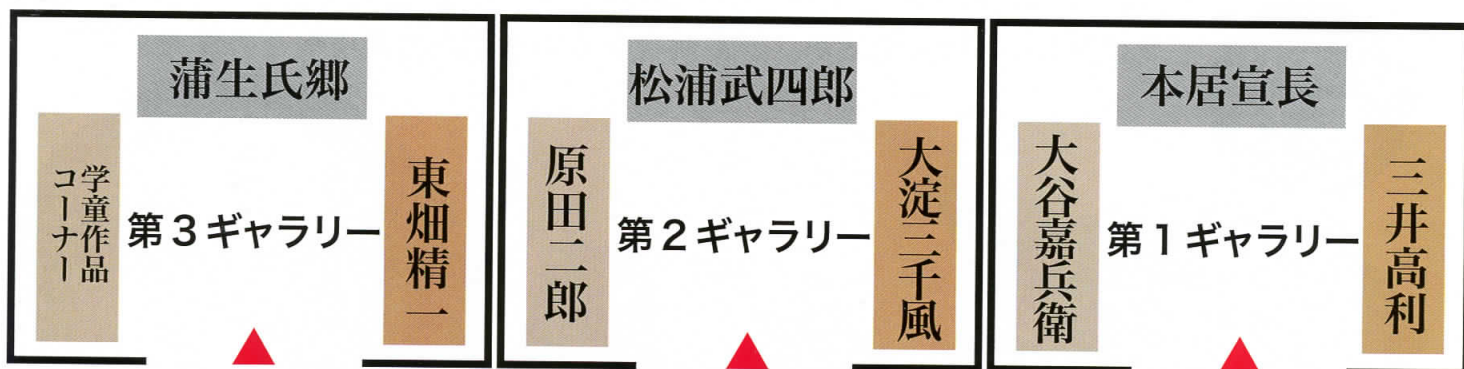 蒲生氏郷
学童作品
コーナー
第3ギャラリー
東畑精一
松浦武四郎
原田二郎
第2ギャラリー
大淀三千風
本居宣長
大谷嘉兵衛
第1ギャラリー
三井高利